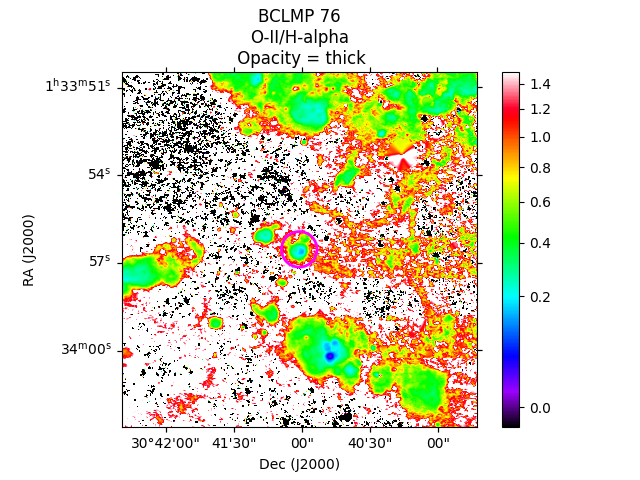 BCLMP 76
O-II/H-alpha
Opacity = thick
1ʰ33ᵐ51ˢ
54ˢ
57ˢ
34ᵐ00ˢ
RA (J2000)
30°42'00" 41'30" 00" 40'30" 00"
Dec (J2000)
1.4
1.2
1.0
0.8
0.6
0.4
0.2
0.0